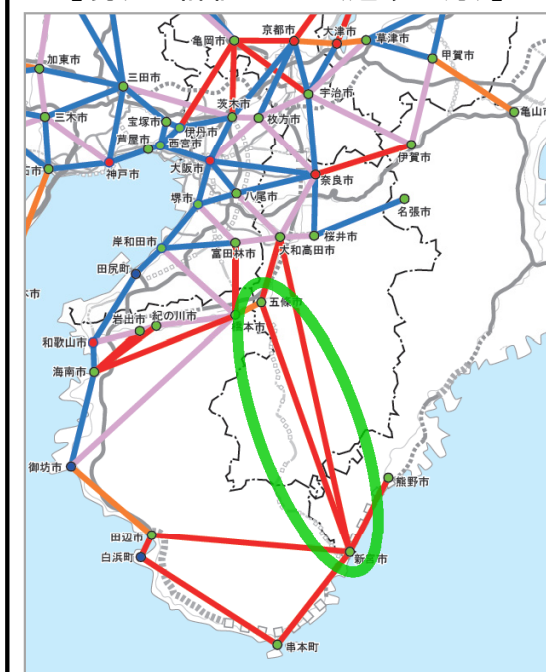 京都市
大津市
亀岡市
草津市
甲賀市
加東市
三田市
宇治市
茨木市
三木市
宝塚市
枚方市
亀山市
伊丹市
芦屋市
西宮市
伊賀市
神戸市
大阪市
奈良市
堺市
八尾市
名張市
岸和田市
桜井市
富田林市
大和高田市
田尻町
五條市
紀の川市
岩出市
橋本市
和歌山市
海南市
御坊市
熊野市
田辺市
白浜町
新宮市
串本町